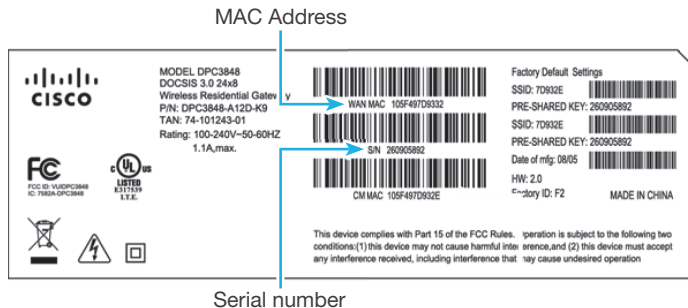 MAC Address
CISCO
MODEL DPC3848
DOCSIS 3.0 24x8
Wireless Residential Gatew y
P/N: DPC3848-A12D-K9
TAN: 74-101243-01
Rating: 100-240V~50-60HZ
1.1A,max.
FC
FCC ID: VUIDPC3848
IC: 7582A-DPC3848
c UL us
LISTED
E317539
I.T.E.
WAN MAC 105F497D9332
S/N 260905892
CM MAC 105F497D932E
Factory Default Settings
SSID: 7D932E
PRE-SHARED KEY: 260905892
SSID: 7D932E
PRE-SHARED KEY: 260905892
Date of mfg: 08/05
HW: 2.0
Factory ID: F2 MADE IN CHINA
This device complies with Part 15 of the FCC Rules. peration is subject to the following two
conditions:(1) this device may not cause harmful inte erence,and (2) this device must accept
any interference received, including interference that may cause undesired operation
Serial number